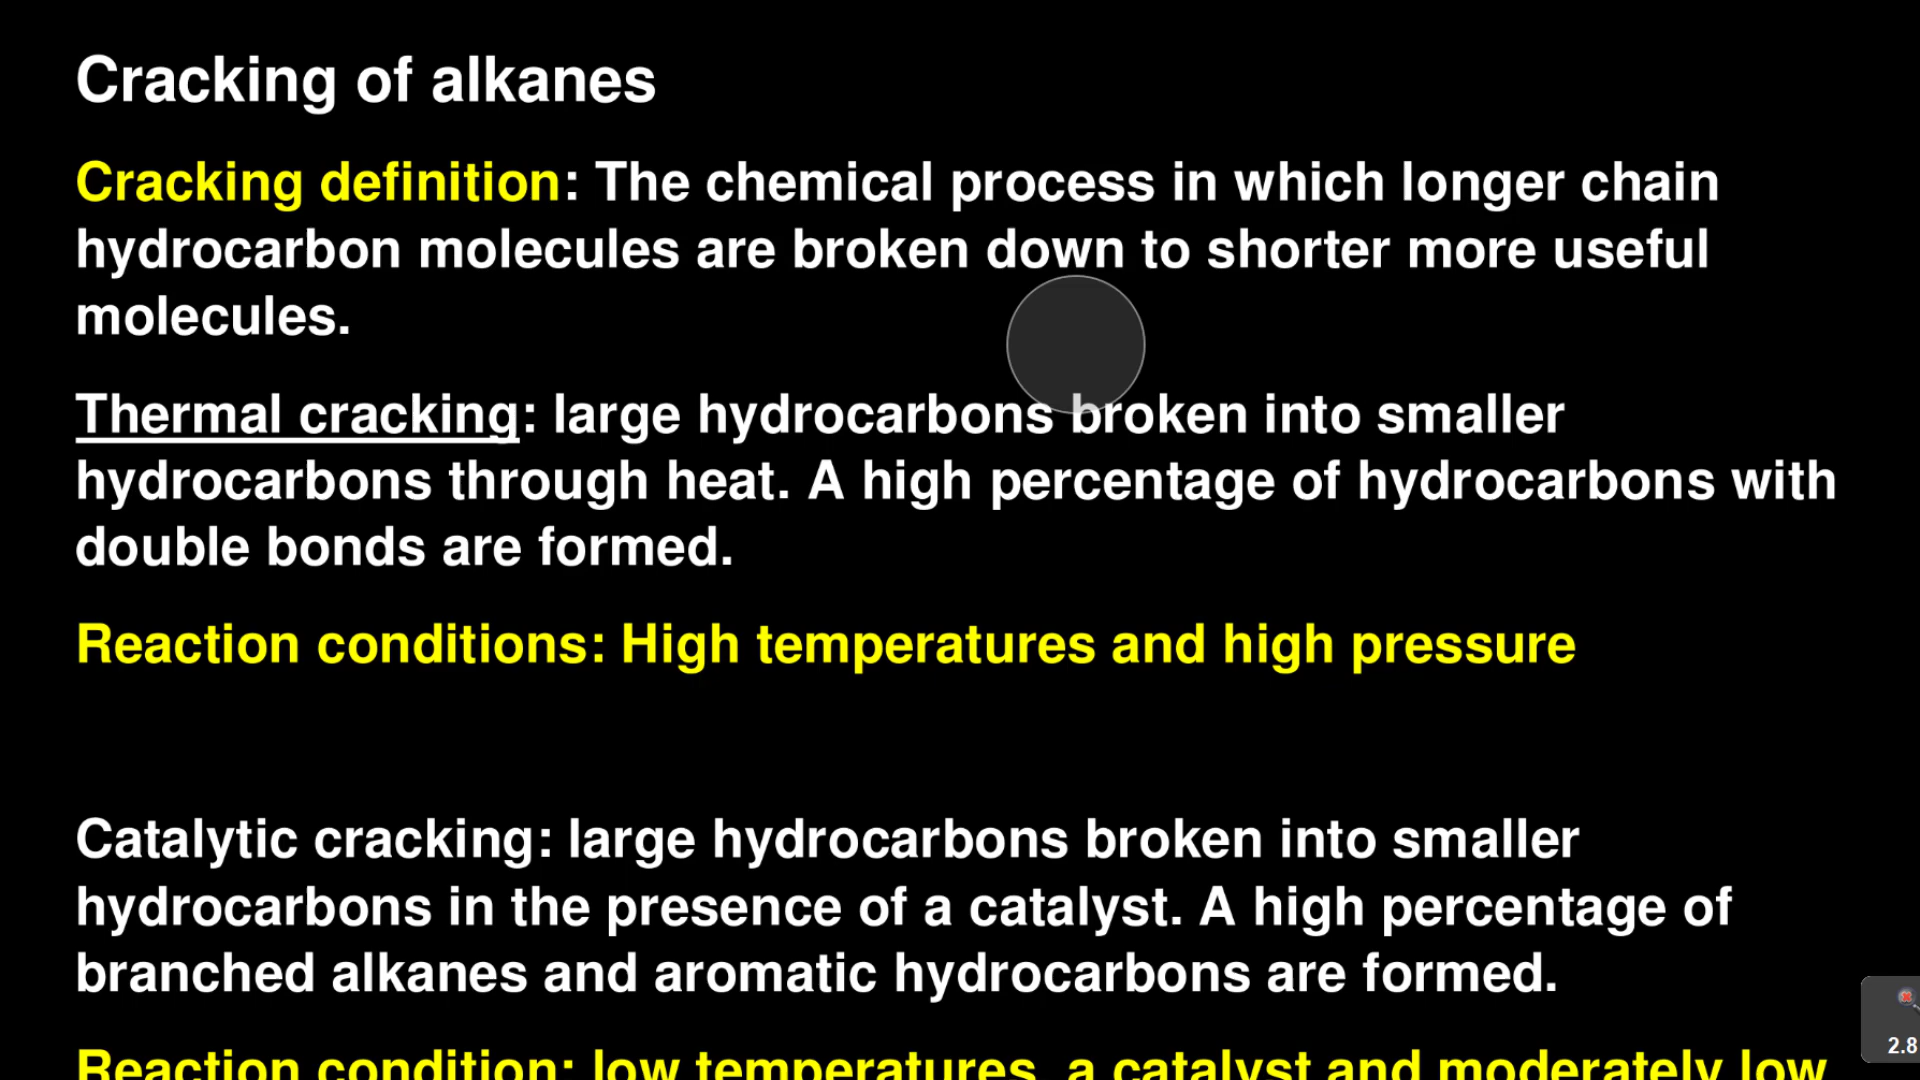 Cracking of alkanes
Cracking definition: The chemical process in which longer chain
hydrocarbon molecules are broken down to shorter more useful
molecules.
Thermal cracking: large hydrocarbons broken into smaller
hydrocarbons through heat. A high percentage of hydrocarbons with
double bonds are formed.
Reaction conditions: High temperatures and high pressure
Catalytic cracking: large hydrocarbons broken into smaller
hydrocarbons in the presence of a catalyst. A high percentage of
branched alkanes and aromatic hydrocarbons are formed.
Reaction condition: low temperatures, a catalyst and moderately low
2.8